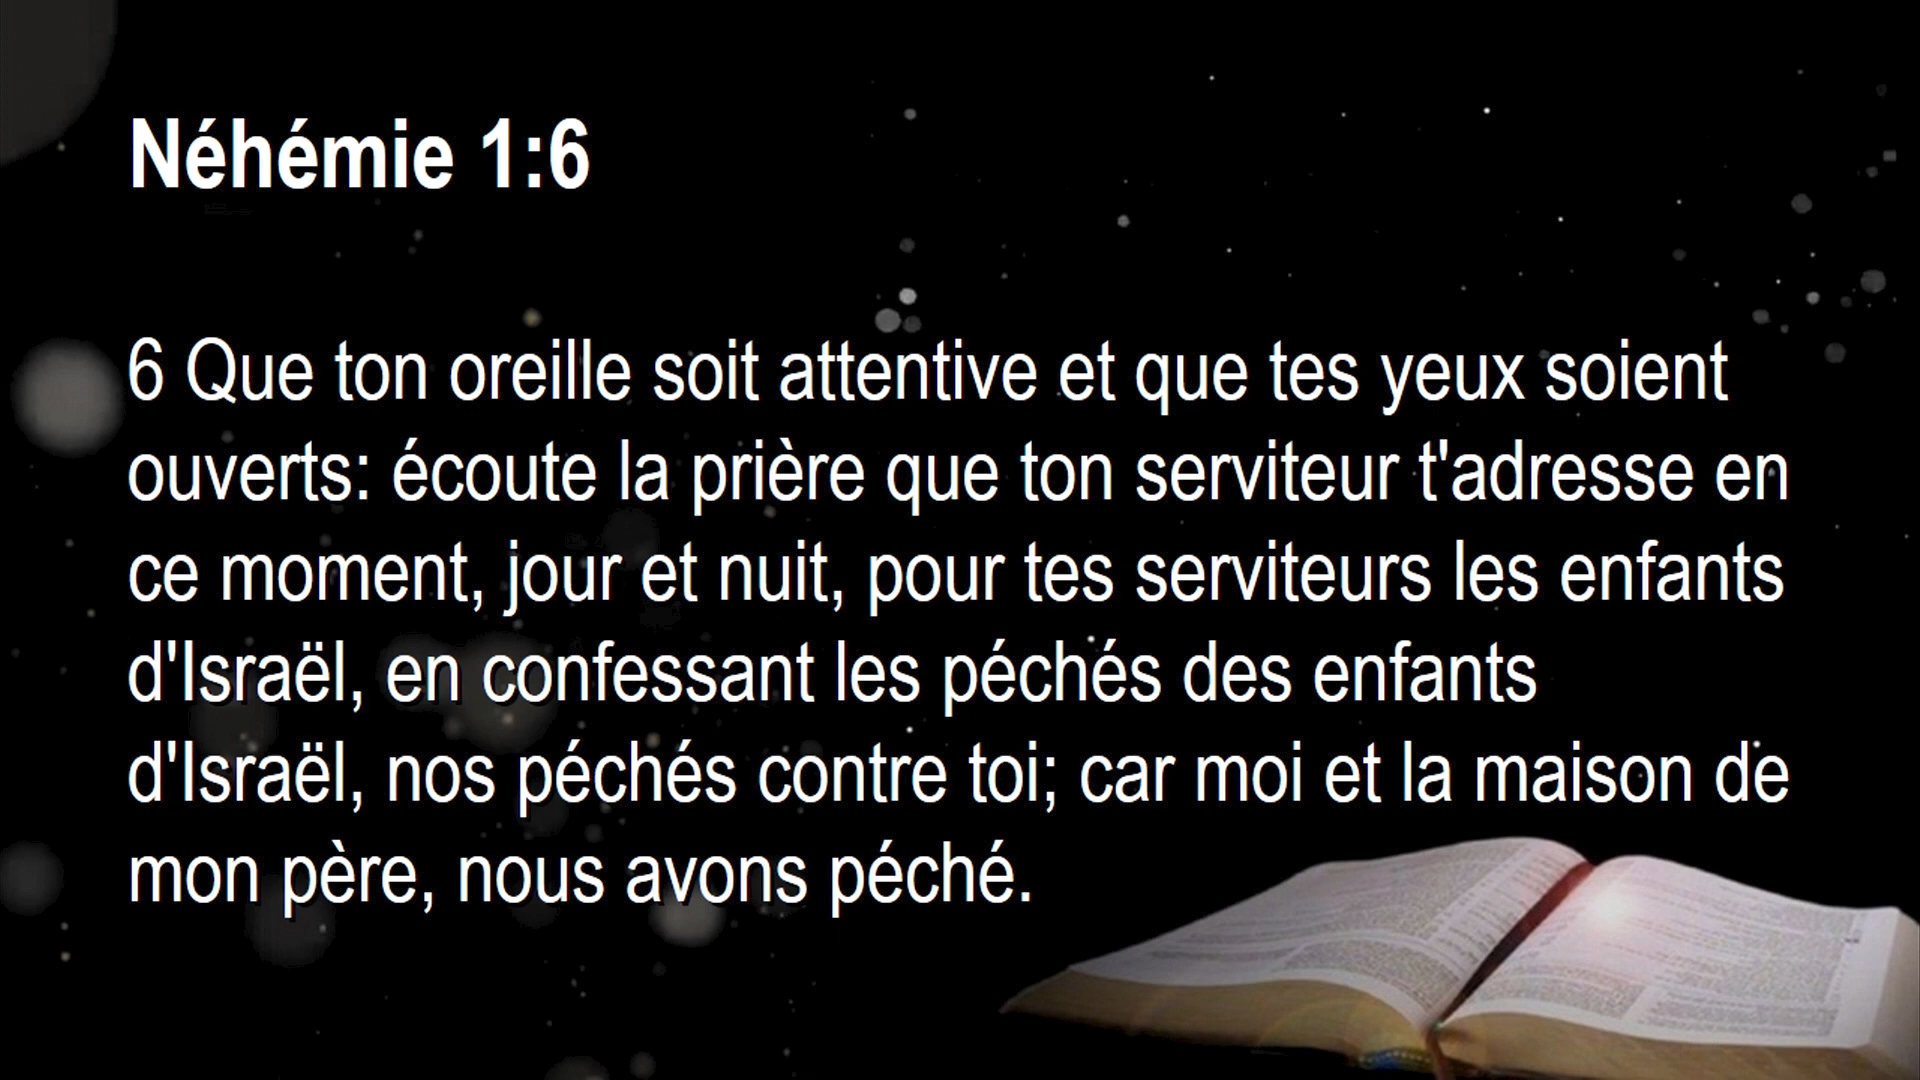 Néhémie 1:6
6 Que ton oreille soit attentive et que tes yeux soient
ouverts: écoute la prière que ton serviteur t'adresse en
ce moment, jour et nuit, pour tes serviteurs les enfants
d'Israël, en confessant les péchés des enfants
d'Israël, nos péchés contre toi; car moi et la maison de
mon père, nous avons péché.